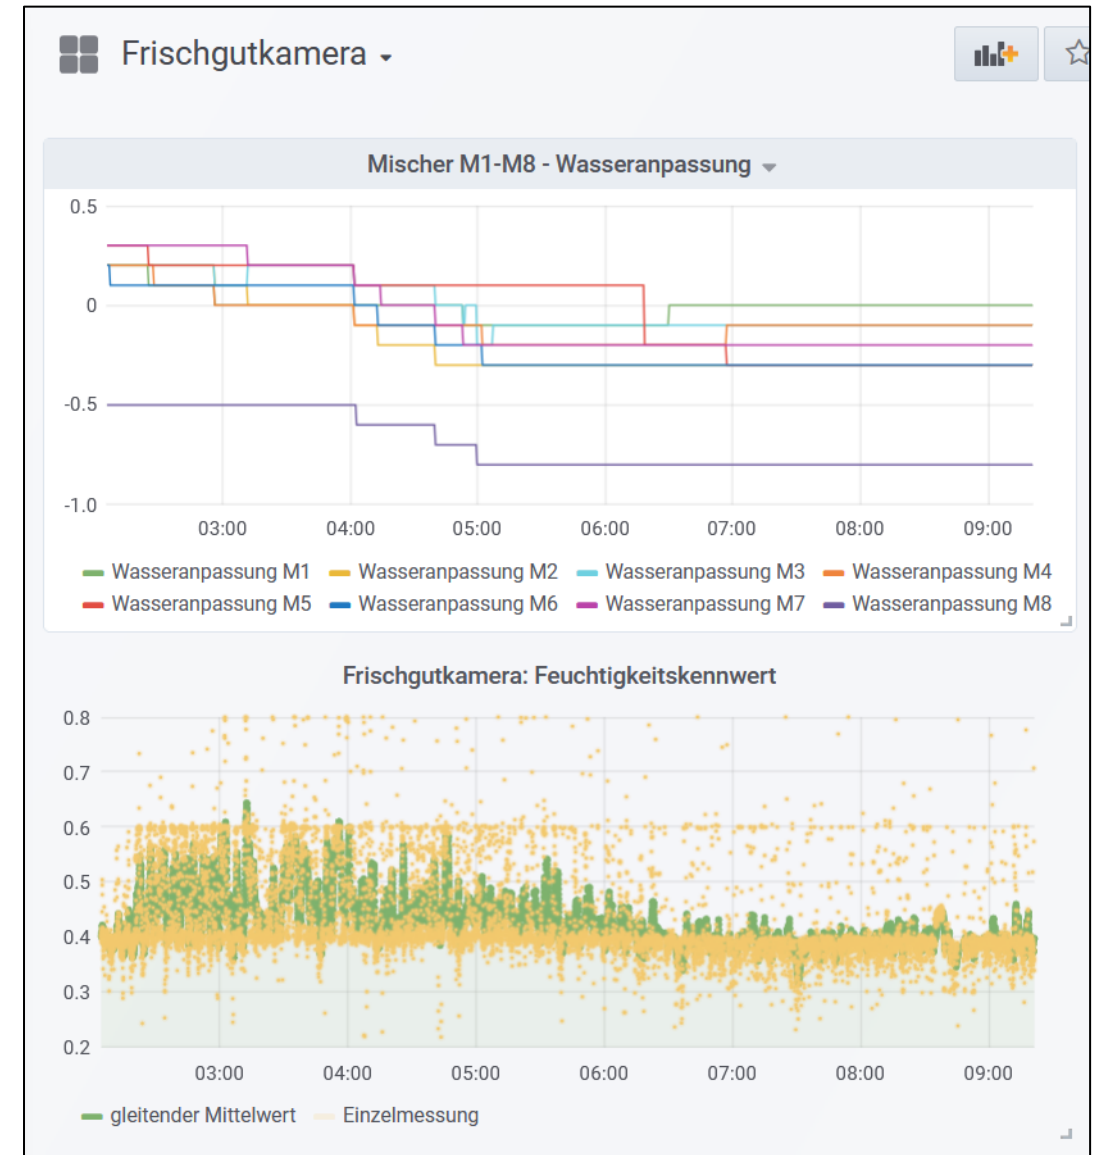 Frischgutkamera
Mischer M1-M8 - Wasseranpassung
0.5
0
-0.5
-1.0
03:00 04:00 05:00 06:00 07:00 08:00 09:00
Wasseranpassung M1 Wasseranpassung M2 Wasseranpassung M3 Wasseranpassung M4
Wasseranpassung M5 Wasseranpassung M6 Wasseranpassung M7 Wasseranpassung M8
Frischgutkamera: Feuchtigkeitskennwert
0.8
0.7
0.6
0.5
0.4
0.3
0.2
03:00 04:00 05:00 06:00 07:00 08:00 09:00
gleitender Mittelwert Einzelmessung